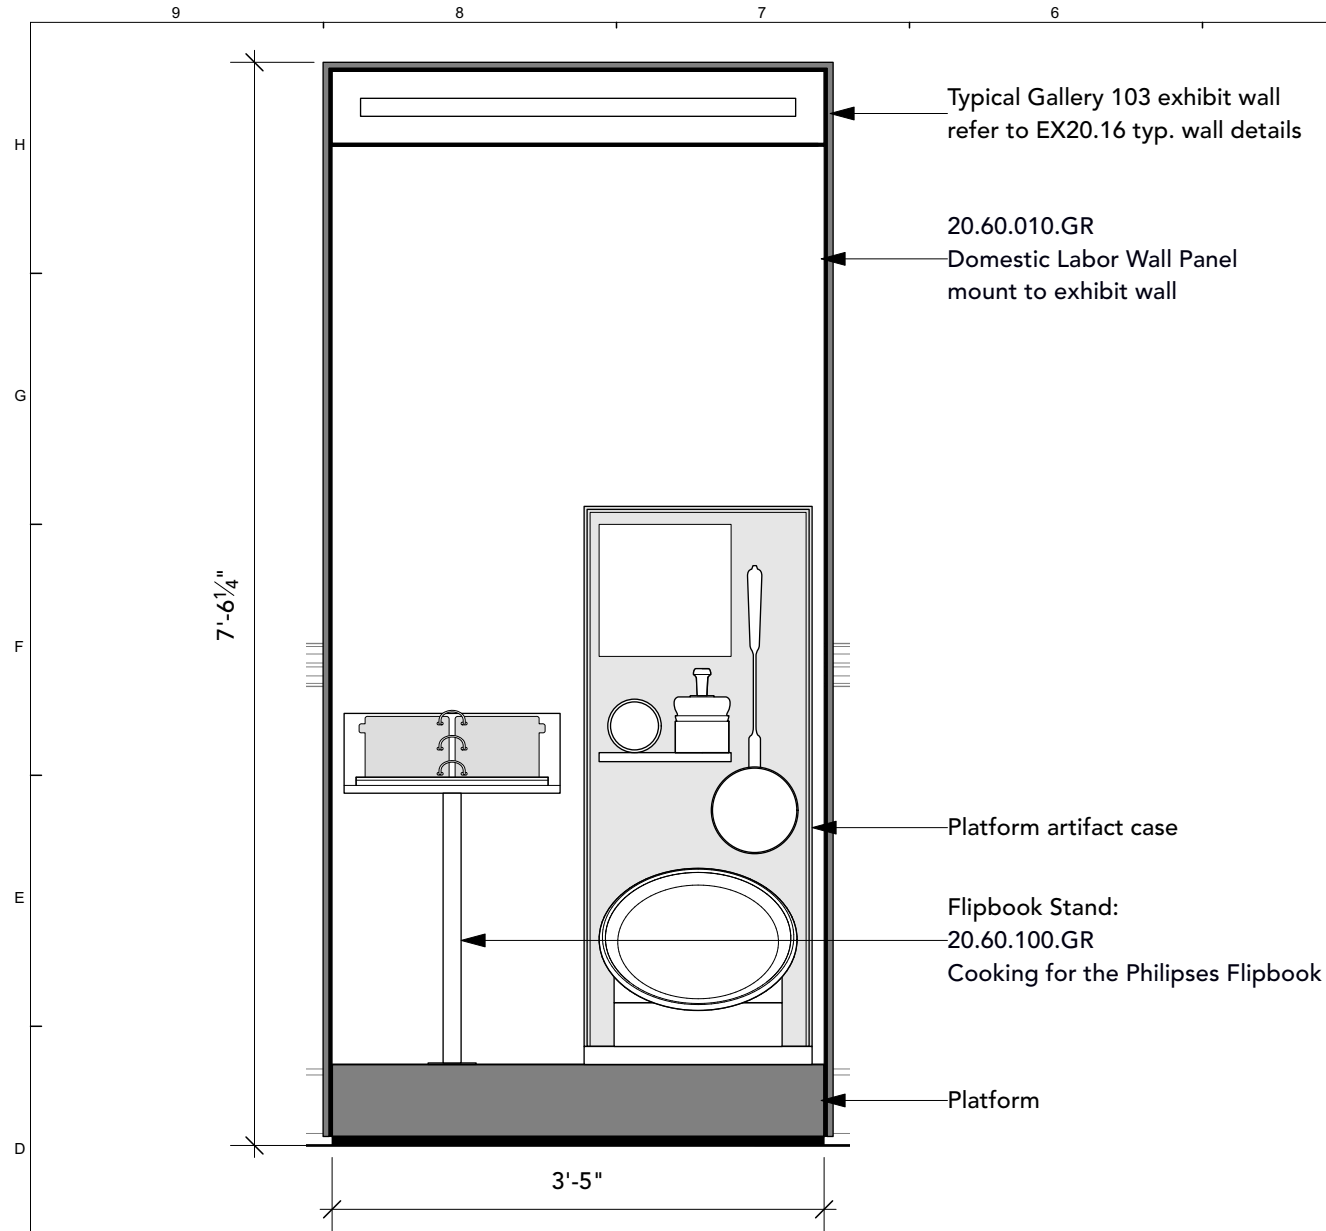 9 8 7 6
H
G
F
E
D
Typical Gallery 103 exhibit wall
refer to EX20.16 typ. wall details
20.60.010.GR
Domestic Labor Wall Panel
mount to exhibit wall
7'-6¼"
Platform artifact case
Flipbook Stand:
20.60.100.GR
Cooking for the Philipses Flipbook
Platform
3'-5"